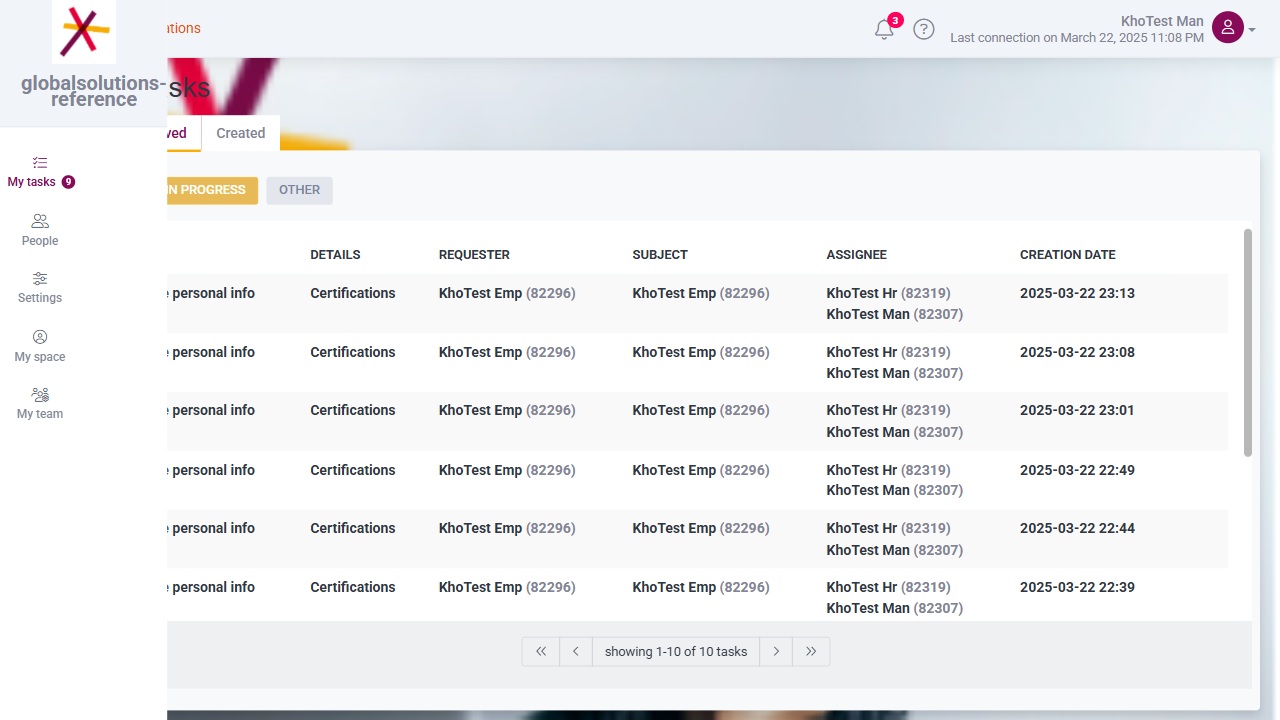 ations
3
KhoTest Man
Last connection on March 22, 2025 11:08 PM
globalsolutions-
reference
sks
ved
Created
My tasks 9
People
Settings
My space
My team
IN PROGRESS
OTHER
DETAILS
REQUESTER
SUBJECT
ASSIGNEE
CREATION DATE
personal info
Certifications
KhoTest Emp (82296)
KhoTest Emp (82296)
KhoTest Hr (82319)
KhoTest Man (82307)
2025-03-22 23:13
personal info
Certifications
KhoTest Emp (82296)
KhoTest Emp (82296)
KhoTest Hr (82319)
KhoTest Man (82307)
2025-03-22 23:08
personal info
Certifications
KhoTest Emp (82296)
KhoTest Emp (82296)
KhoTest Hr (82319)
KhoTest Man (82307)
2025-03-22 23:01
personal info
Certifications
KhoTest Emp (82296)
KhoTest Emp (82296)
KhoTest Hr (82319)
KhoTest Man (82307)
2025-03-22 22:49
personal info
Certifications
KhoTest Emp (82296)
KhoTest Emp (82296)
KhoTest Hr (82319)
KhoTest Man (82307)
2025-03-22 22:44
personal info
Certifications
KhoTest Emp (82296)
KhoTest Emp (82296)
KhoTest Hr (82319)
KhoTest Man (82307)
2025-03-22 22:39
showing 1-10 of 10 tasks